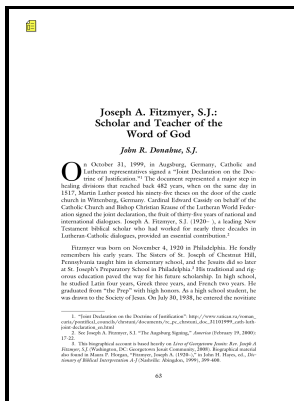 Joseph A. Fitzmyer, S.J.:
Scholar and Teacher of the
Word of God
John R. Donahue, S.J.
On October 31, 1999, in Augsburg, Germany, Catholic and
Lutheran representatives signed a "Joint Declaration on the Doc-
trine of Justification."1 The document represented a major step in
healing divisions that reach back 482 years, when on the same day in
1517, Martin Luther posted his ninety-five theses on the door of the castle
church in Wittenberg, Germany. Cardinal Edward Cassidy on behalf of the
Catholic Church and Bishop Christian Krause of the Lutheran World Feder-
ation signed the joint declaration, the fruit of thirty-five years of national and
international dialogues. Joseph A. Fitzmyer, S.J. (1920– ), a leading New
Testament biblical scholar who had worked for nearly three decades in
Lutheran Catholic dialogues, provided an essential contribution.2
Fitzmyer was born on November 4, 1920 in Philadelphia. He fondly
remembers his early years. The Sisters of St. Joseph of Chestnut Hill,
Pennsylvania taught him in elementary school, and the Jesuits did so later
at St. Joseph's Preparatory School in Philadelphia.3 His traditional and rig-
orous education paved the way for his future scholarship. In high school,
he studied Latin four years, Greek three years, and French two years. He
graduated from "the Prep" with high honors. As a high school student, he
was drawn to the Society of Jesus. On July 30, 1938, he entered the novitiate
1. "Joint Declaration on the Doctrine of Justification": http://www.vatican.va/roman_
curia/pontifical_councils/chrstuni/documents/rc_pc_chrstuni_doc_31101999_cath-luth-
joint-declaration_en.html
2. See Joseph A. Fitzmyer, S.J. "The Augsburg Signing," America (February 19, 2000):
17-22.
3. This biographical account is based heavily on Lives of Georgetown Jesuits: Rev. Joseph A
Fitzmyer, S.J. (Washington, DC: Georgetown Jesuit Community, 2000). Biographical material
also found in Mauro P. Horgan, "Fitzmyer, Joseph A. (1920–)," in John H. Hayes, ed., Dic-
tionary of Biblical Interpretation A-J (Nashville: Abingdon, 1999), 399-400.
63